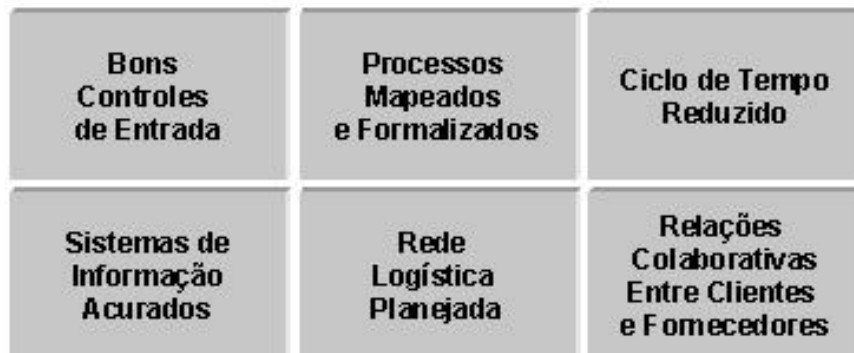 Bons
Controles
de Entrada
Processos
Mapeados
e Formalizados
Ciclo de Tempo
Reduzido
Sistemas de
Informação
Acurados
Rede
Logística
Planejada
Relações
Colaborativas
Entre Clientes
e Fornecedores